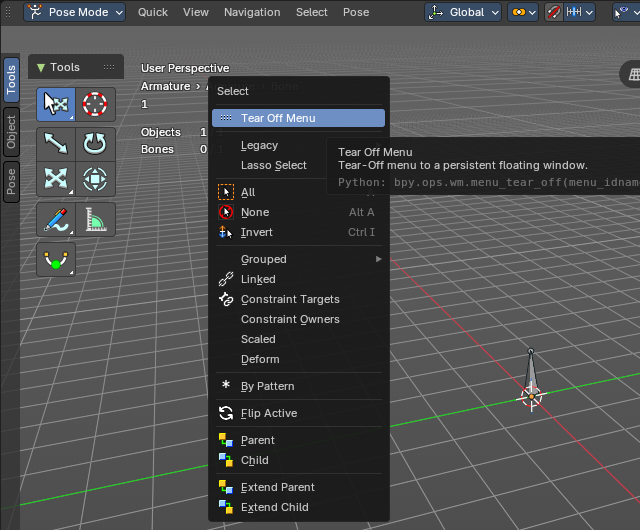 Pose Mode Quick View Navigation Select Pose Global
Tools
Object
Pose
Tools
User Perspective
Armature
1
Objects 1
Bones 0
Select
Tear Off Menu
Legacy
Lasso Select
All
None Alt A
Invert Ctrl I
Grouped
Linked
Constraint Targets
Constraint Owners
Scaled
Deform
By Pattern
Flip Active
Parent
Child
Extend Parent
Extend Child
Tear Off Menu
Tear-Off menu to a persistent floating window.
Python: bpy.ops.wm.menu_tear_off(menu_idnam